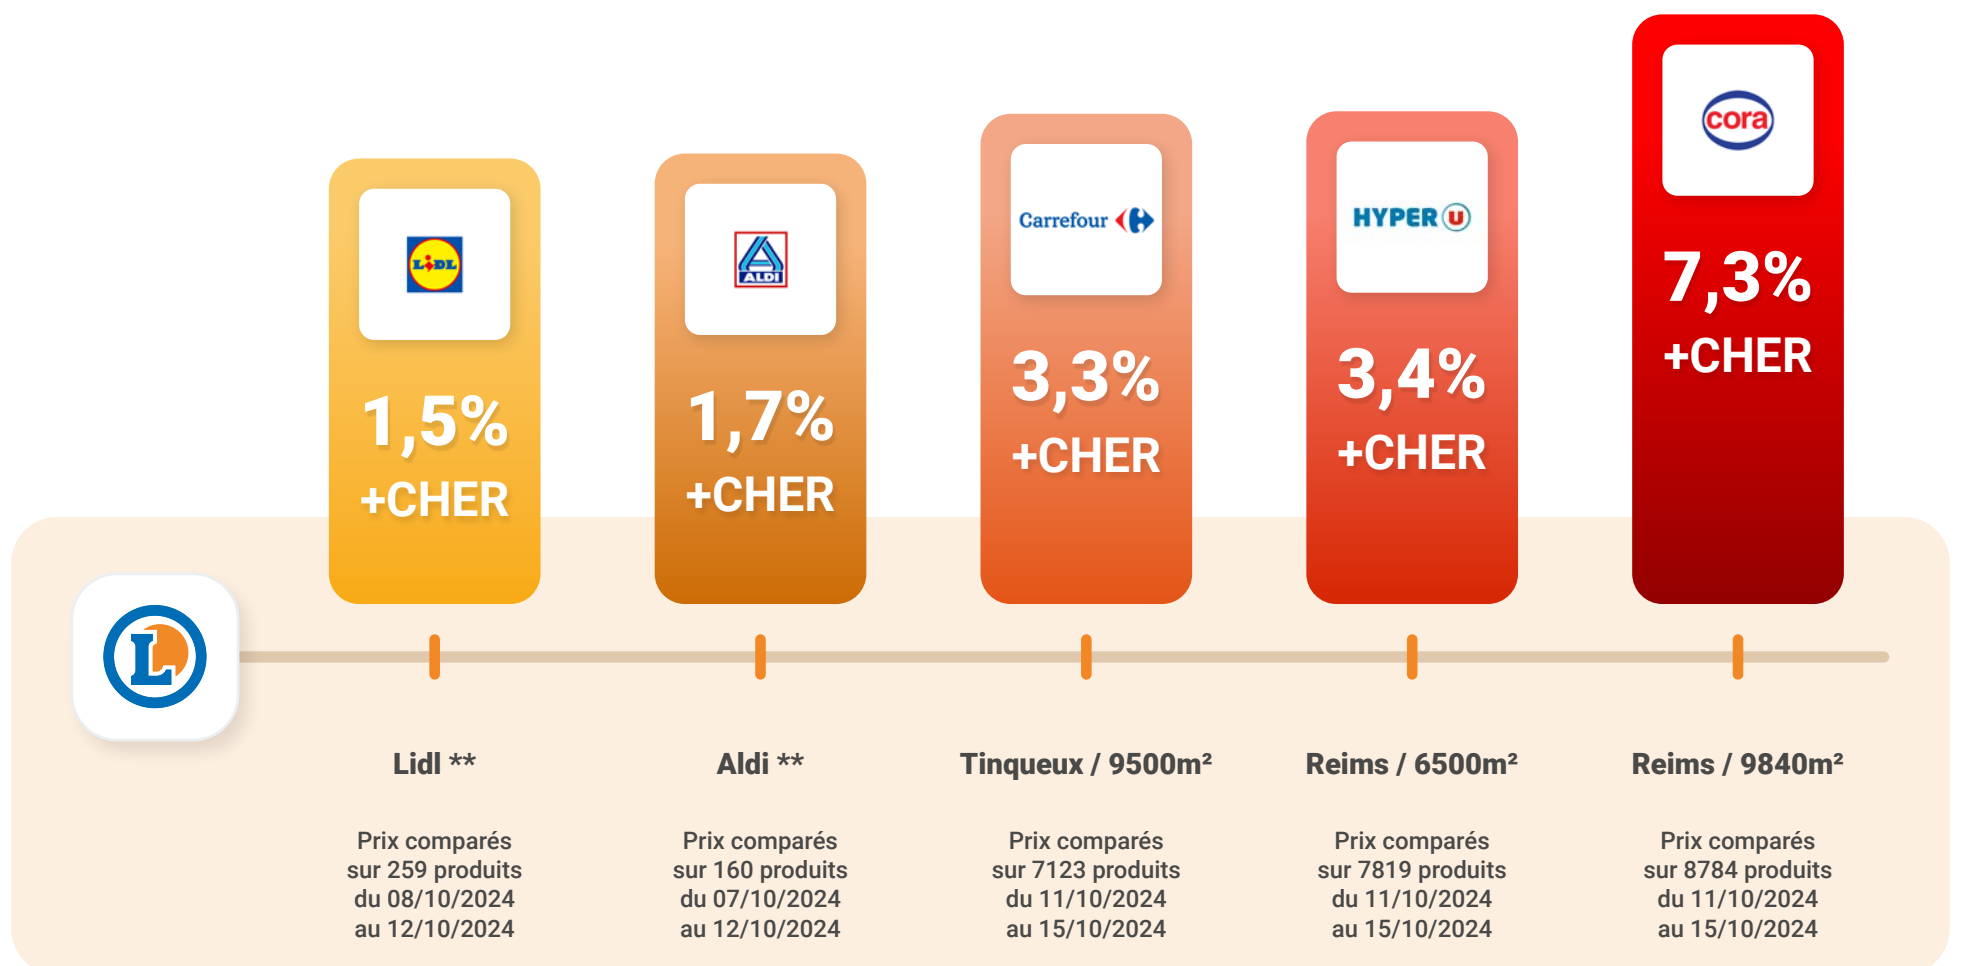 LIDL
1,5%
+CHER
ALDI
1,7%
+CHER
Carrefour
3,3%
+CHER
HYPER U
3,4%
+CHER
cora
7,3%
+CHER
L
Lidl **
Prix comparés
sur 259 produits
du 08/10/2024
au 12/10/2024
Aldi **
Prix comparés
sur 160 produits
du 07/10/2024
au 12/10/2024
Tinqueux / 9500m²
Prix comparés
sur 7123 produits
du 11/10/2024
au 15/10/2024
Reims / 6500m²
Prix comparés
sur 7819 produits
du 11/10/2024
au 15/10/2024
Reims / 9840m²
Prix comparés
sur 8784 produits
du 11/10/2024
au 15/10/2024